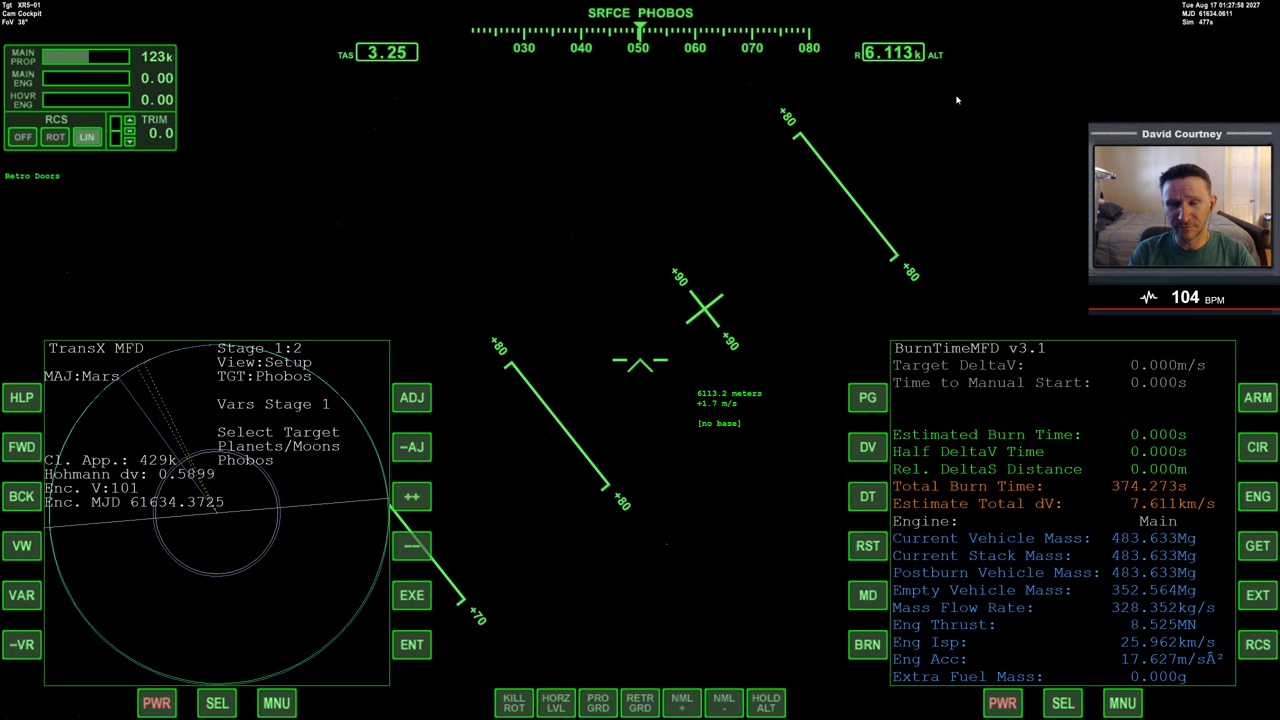 Tgt XR5-01
Cam Cockpit
FoV 38°
SRFCE PHOBOS
Tue Aug 17 01:27:58 2027
MJD 61634.0611
Sim 477s
030 040 050 060 070 080
TAS 3.25
R 6.113k ALT
MAIN PROP 123k
MAIN ENG 0.00
HOVR ENG 0.00
RCS TRIM
OFF ROT LIN 0.0
Retro Doors
David Courtney
104 BPM
+80
+80
+90
+90
+80
+80
+70
6113.2 meters
+1.7 m/s
[no base]
TransX MFD Stage 1:2
View:Setup
MAJ:Mars TGT:Phobos
Vars Stage 1
Select Target
Planets/Moons
Cl. App.: 429k Phobos
Hohmann dv: 0.5899
Enc. V:101
Enc. MJD 61634.3725
HLP
FWD
BCK
VW
VAR
-VR
ADJ
-AJ
++
--
EXE
ENT
PWR SEL MNU
KILL ROT
HORZ LVL
PRO GRD
RETR GRD
NML +
NML -
HOLD ALT
BurnTimeMFD v3.1
Target DeltaV: 0.000m/s
Time to Manual Start: 0.000s
Estimated Burn Time: 0.000s
Half DeltaV Time 0.000s
Rel. DeltaS Distance 0.000m
Total Burn Time: 374.273s
Estimate Total dV: 7.611km/s
Engine: Main
Current Vehicle Mass: 483.633Mg
Current Stack Mass: 483.633Mg
Postburn Vehicle Mass: 483.633Mg
Empty Vehicle Mass: 352.564Mg
Mass Flow Rate: 328.352kg/s
Eng Thrust: 8.525MN
Eng Isp: 25.962km/s
Eng Acc: 17.627m/sÂ²
Extra Fuel Mass: 0.000g
PG
DV
DT
RST
MD
BRN
ARM
CIR
ENG
GET
EXT
RCS
PWR SEL MNU